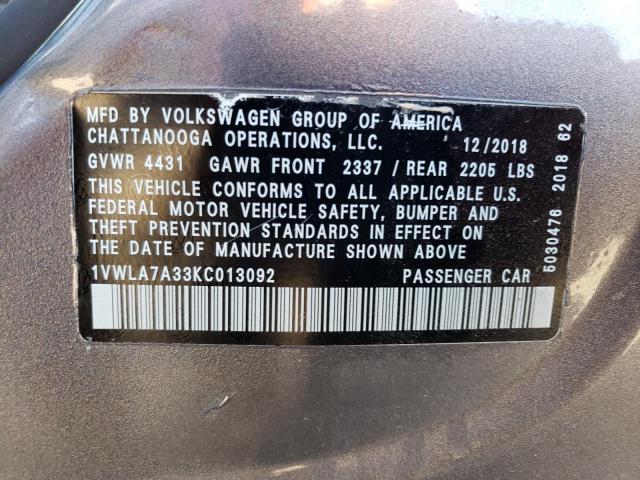 MFD BY VOLKSWAGEN GROUP OF AMERICA
CHATTANOOGA OPERATIONS, LLC. 12/2018
GVWR 4431 GAWR FRONT 2337 / REAR 2205 LBS
THIS VEHICLE CONFORMS TO ALL APPLICABLE U.S.
FEDERAL MOTOR VEHICLE SAFETY, BUMPER AND
THEFT PREVENTION STANDARDS IN EFFECT ON
THE DATE OF MANUFACTURE SHOWN ABOVE
1VWLA7A33KC013092 PASSENGER CAR
5030476 2018 62